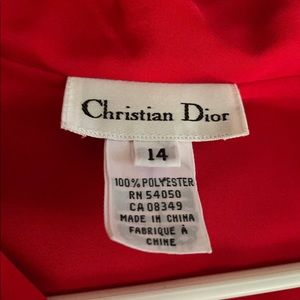 Christian Dior
14
100% POLYESTER
RN 54050
CA 08349
MADE IN CHINA
FABRIQUE À
CHINE